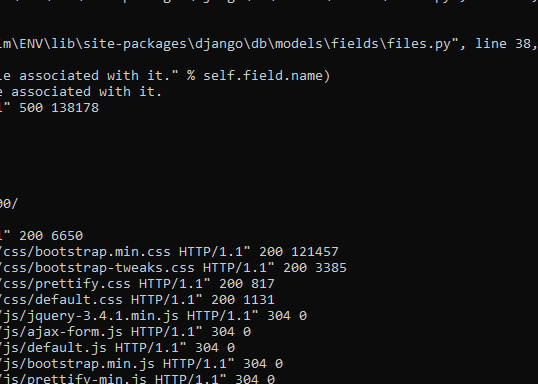 lm\ENV\lib\site-packages\django\db\models\fields\files.py", line 38,
le associated with it." % self.field.name)
e associated with it.
1" 500 138178
00/
1" 200 6650
/css/bootstrap.min.css HTTP/1.1" 200 121457
/css/bootstrap-tweaks.css HTTP/1.1" 200 3385
/css/prettify.css HTTP/1.1" 200 817
/css/default.css HTTP/1.1" 200 1131
/js/jquery-3.4.1.min.js HTTP/1.1" 304 0
/js/ajax-form.js HTTP/1.1" 304 0
/js/default.js HTTP/1.1" 304 0
/js/bootstrap.min.js HTTP/1.1" 304 0
/js/prettify-min.js HTTP/1.1" 304 0